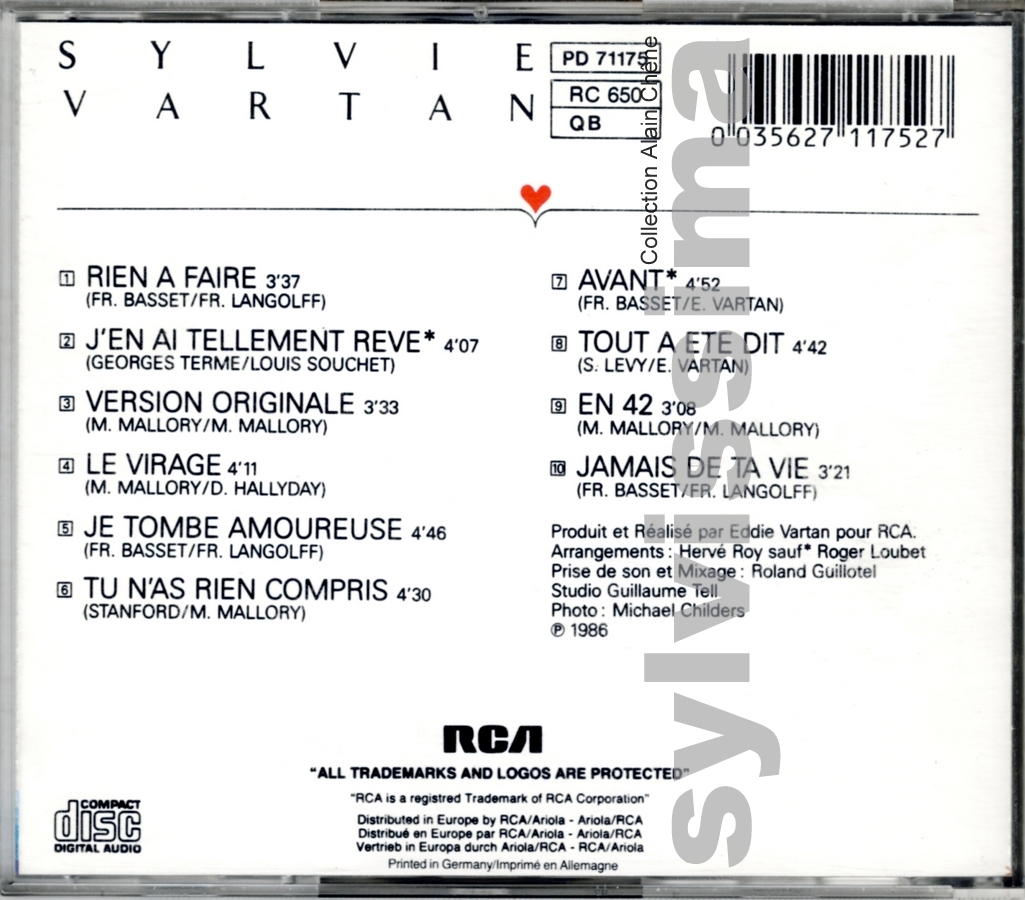 SYLVIE
VARTAN
PD 71175
RC 650
QB
0 035627 117527
1 RIEN A FAIRE 3'37
(FR. BASSET/FR. LANGOLFF)
2 J'EN AI TELLEMENT REVE* 4'07
(GEORGES TERME/LOUIS SOUCHET)
3 VERSION ORIGINALE 3'33
(M. MALLORY/M. MALLORY)
4 LE VIRAGE 4'11
(M. MALLORY/D. HALLYDAY)
5 JE TOMBE AMOUREUSE 4'46
(FR. BASSET/FR. LANGOLFF)
6 TU N'AS RIEN COMPRIS 4'30
(STANFORD/M. MALLORY)
7 AVANT* 4'52
(FR. BASSET/E. VARTAN)
8 TOUT A ETE DIT 4'42
(S. LEVY/E. VARTAN)
9 EN 42 3'08
(M. MALLORY/M. MALLORY)
10 JAMAIS DE TA VIE 3'21
(FR. BASSET/FR. LANGOLFF)
Produit et Réalisé par Eddie Vartan pour RCA.
Arrangements : Hervé Roy sauf* Roger Loubet
Prise de son et Mixage : Roland Guillotel
Studio Guillaume Tell
Photo : Michael Childers
℗ 1986
RCA
"ALL TRADEMARKS AND LOGOS ARE PROTECTED"
"RCA is a registred Trademark of RCA Corporation"
Distributed in Europe by RCA/Ariola - Ariola/RCA
Distribué en Europe par RCA/Ariola - Ariola/RCA
Vertrieb in Europa durch Ariola/RCA - RCA/Ariola
Printed in Germany/Imprimé en Allemagne
COMPACT
disc
DIGITAL AUDIO
Collection Alain Chêne
sylvissima